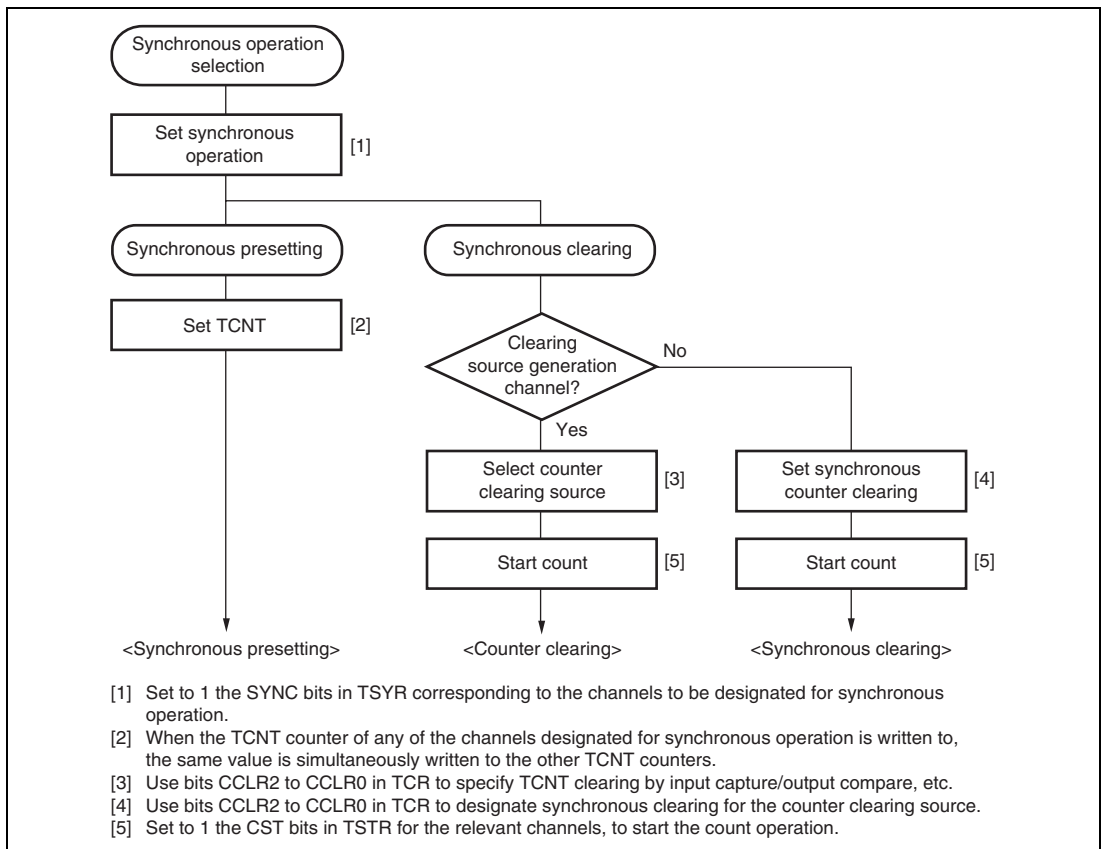 Synchronous operation
selection
Set synchronous
operation
[1]
Synchronous presetting
Synchronous clearing
Set TCNT
[2]
Clearing
source generation
channel?
No
Yes
Select counter
clearing source
[3]
Set synchronous
counter clearing
[4]
Start count
[5]
Start count
[5]
<Synchronous presetting>
<Counter clearing>
<Synchronous clearing>
[1] Set to 1 the SYNC bits in TSYR corresponding to the channels to be designated for synchronous
operation.
[2] When the TCNT counter of any of the channels designated for synchronous operation is written to,
the same value is simultaneously written to the other TCNT counters.
[3] Use bits CCLR2 to CCLR0 in TCR to specify TCNT clearing by input capture/output compare, etc.
[4] Use bits CCLR2 to CCLR0 in TCR to designate synchronous clearing for the counter clearing source.
[5] Set to 1 the CST bits in TSTR for the relevant channels, to start the count operation.